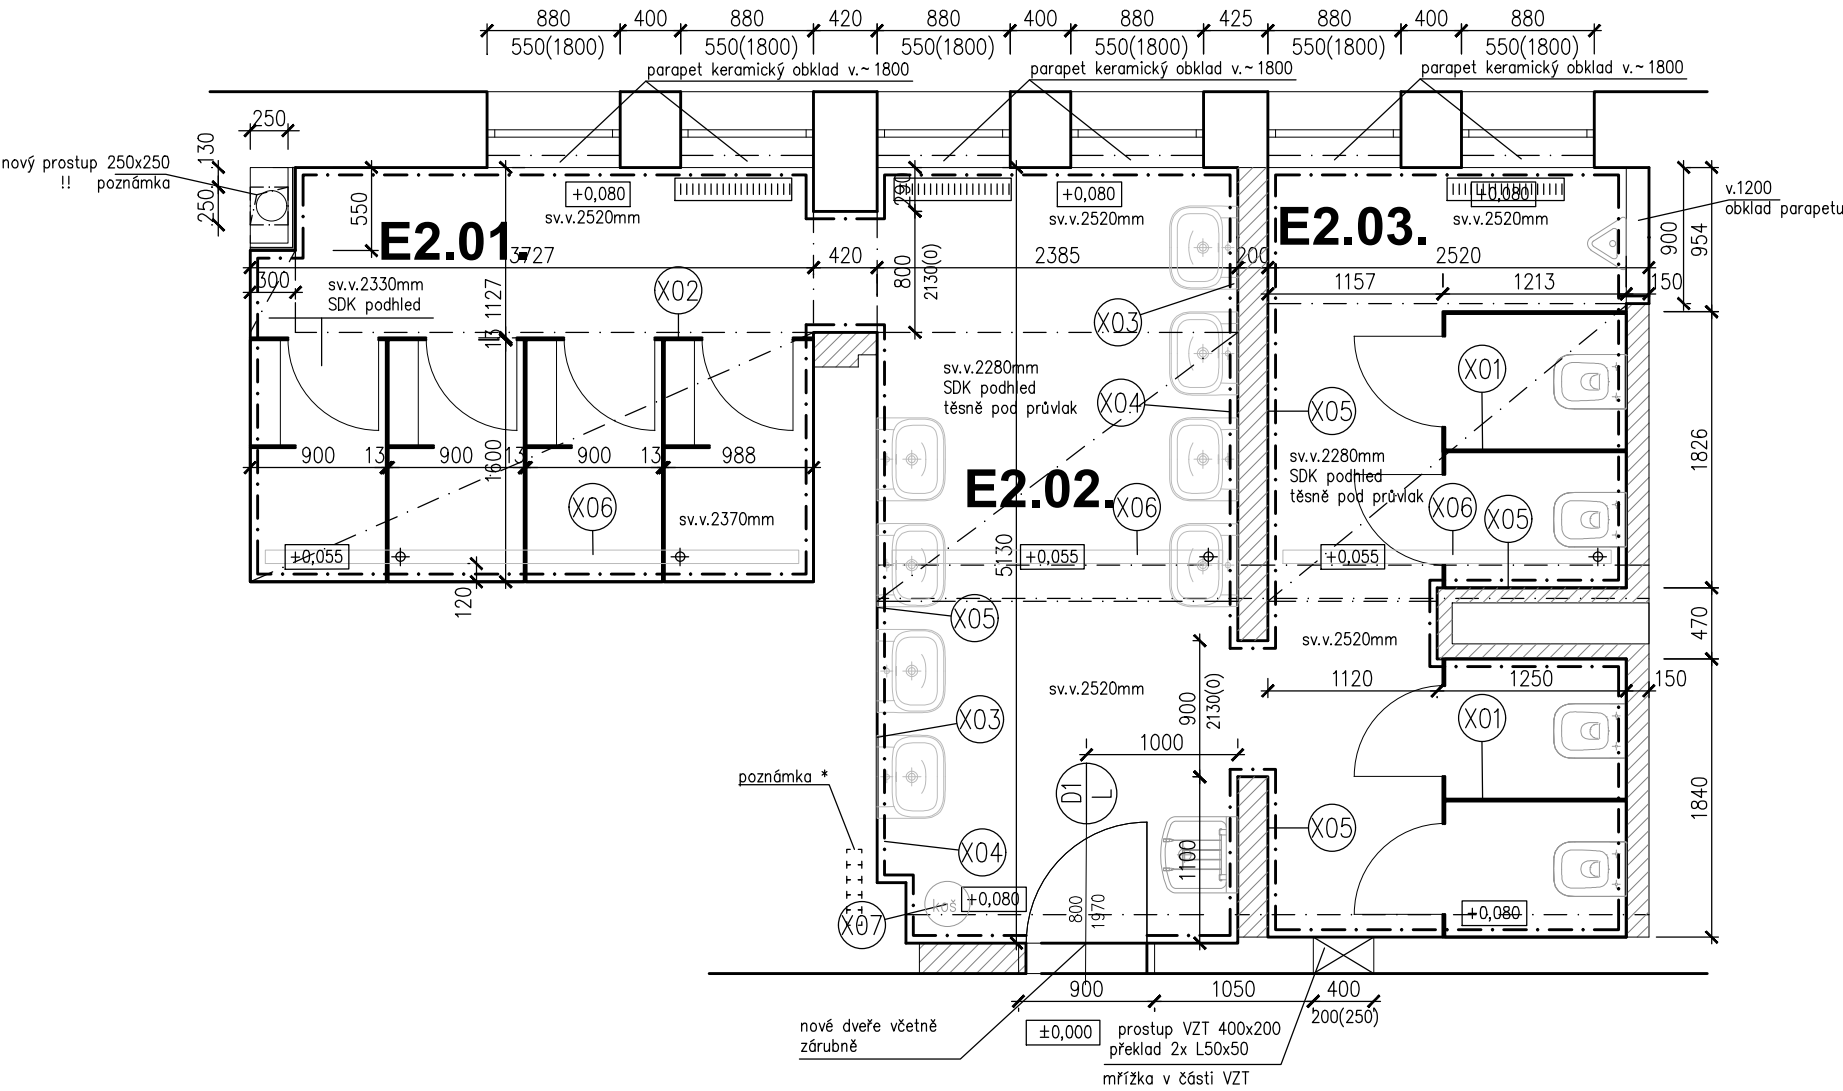 880 400 880 420 880 400 880 425 880 400 880
550(1800) 550(1800) 550(1800) 550(1800) 550(1800) 550(1800)
parapet keramický obklad v.~1800 parapet keramický obklad v.~1800 parapet keramický obklad v.~1800
250
130
nový prostup 250x250
!! poznámka
250
550
+0,080
sv.v.2520mm
290
+0,080
sv.v.2520mm
+0,080
sv.v.2520mm
v.1200
obklad parapetu
E2.01.
E2.03.
900
954
3727 420 2385 200 2520
800
2130(0)
300
sv.v.2330mm
SDK podhled
1127
13
X02
X03
1157 1213 150
sv.v.2280mm
SDK podhled
těsně pod průvlak
X04
X05
X01
900 13 900 13 900 13 988
1600
sv.v.2280mm
SDK podhled
těsně pod průvlak
1826
E2.02.
X06
sv.v.2370mm
X06
X06
X05
+0,055
+0,055
+0,055
5130
120
X05
470
sv.v.2520mm
sv.v.2520mm
1120 1250 150
900
2130(0)
X03
X01
1000
poznámka *
D1
L
1840
X05
X04
1100
koš
+0,080
800
1970
+0,080
X07
900 1050 400
200(250)
nové dveře včetně
zárubně
±0,000
prostup VZT 400x200
překlad 2x L50x50
mřížka v části VZT